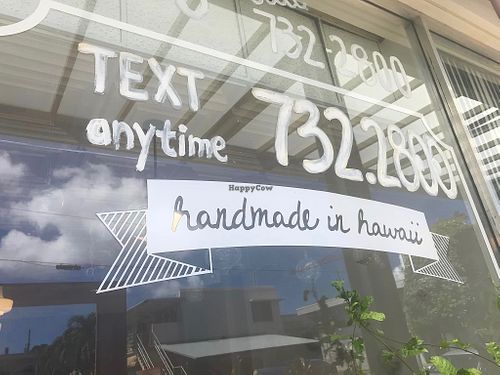 732-2800
TEXT
anytime
732.2800
HappyCow
handmade in hawaii